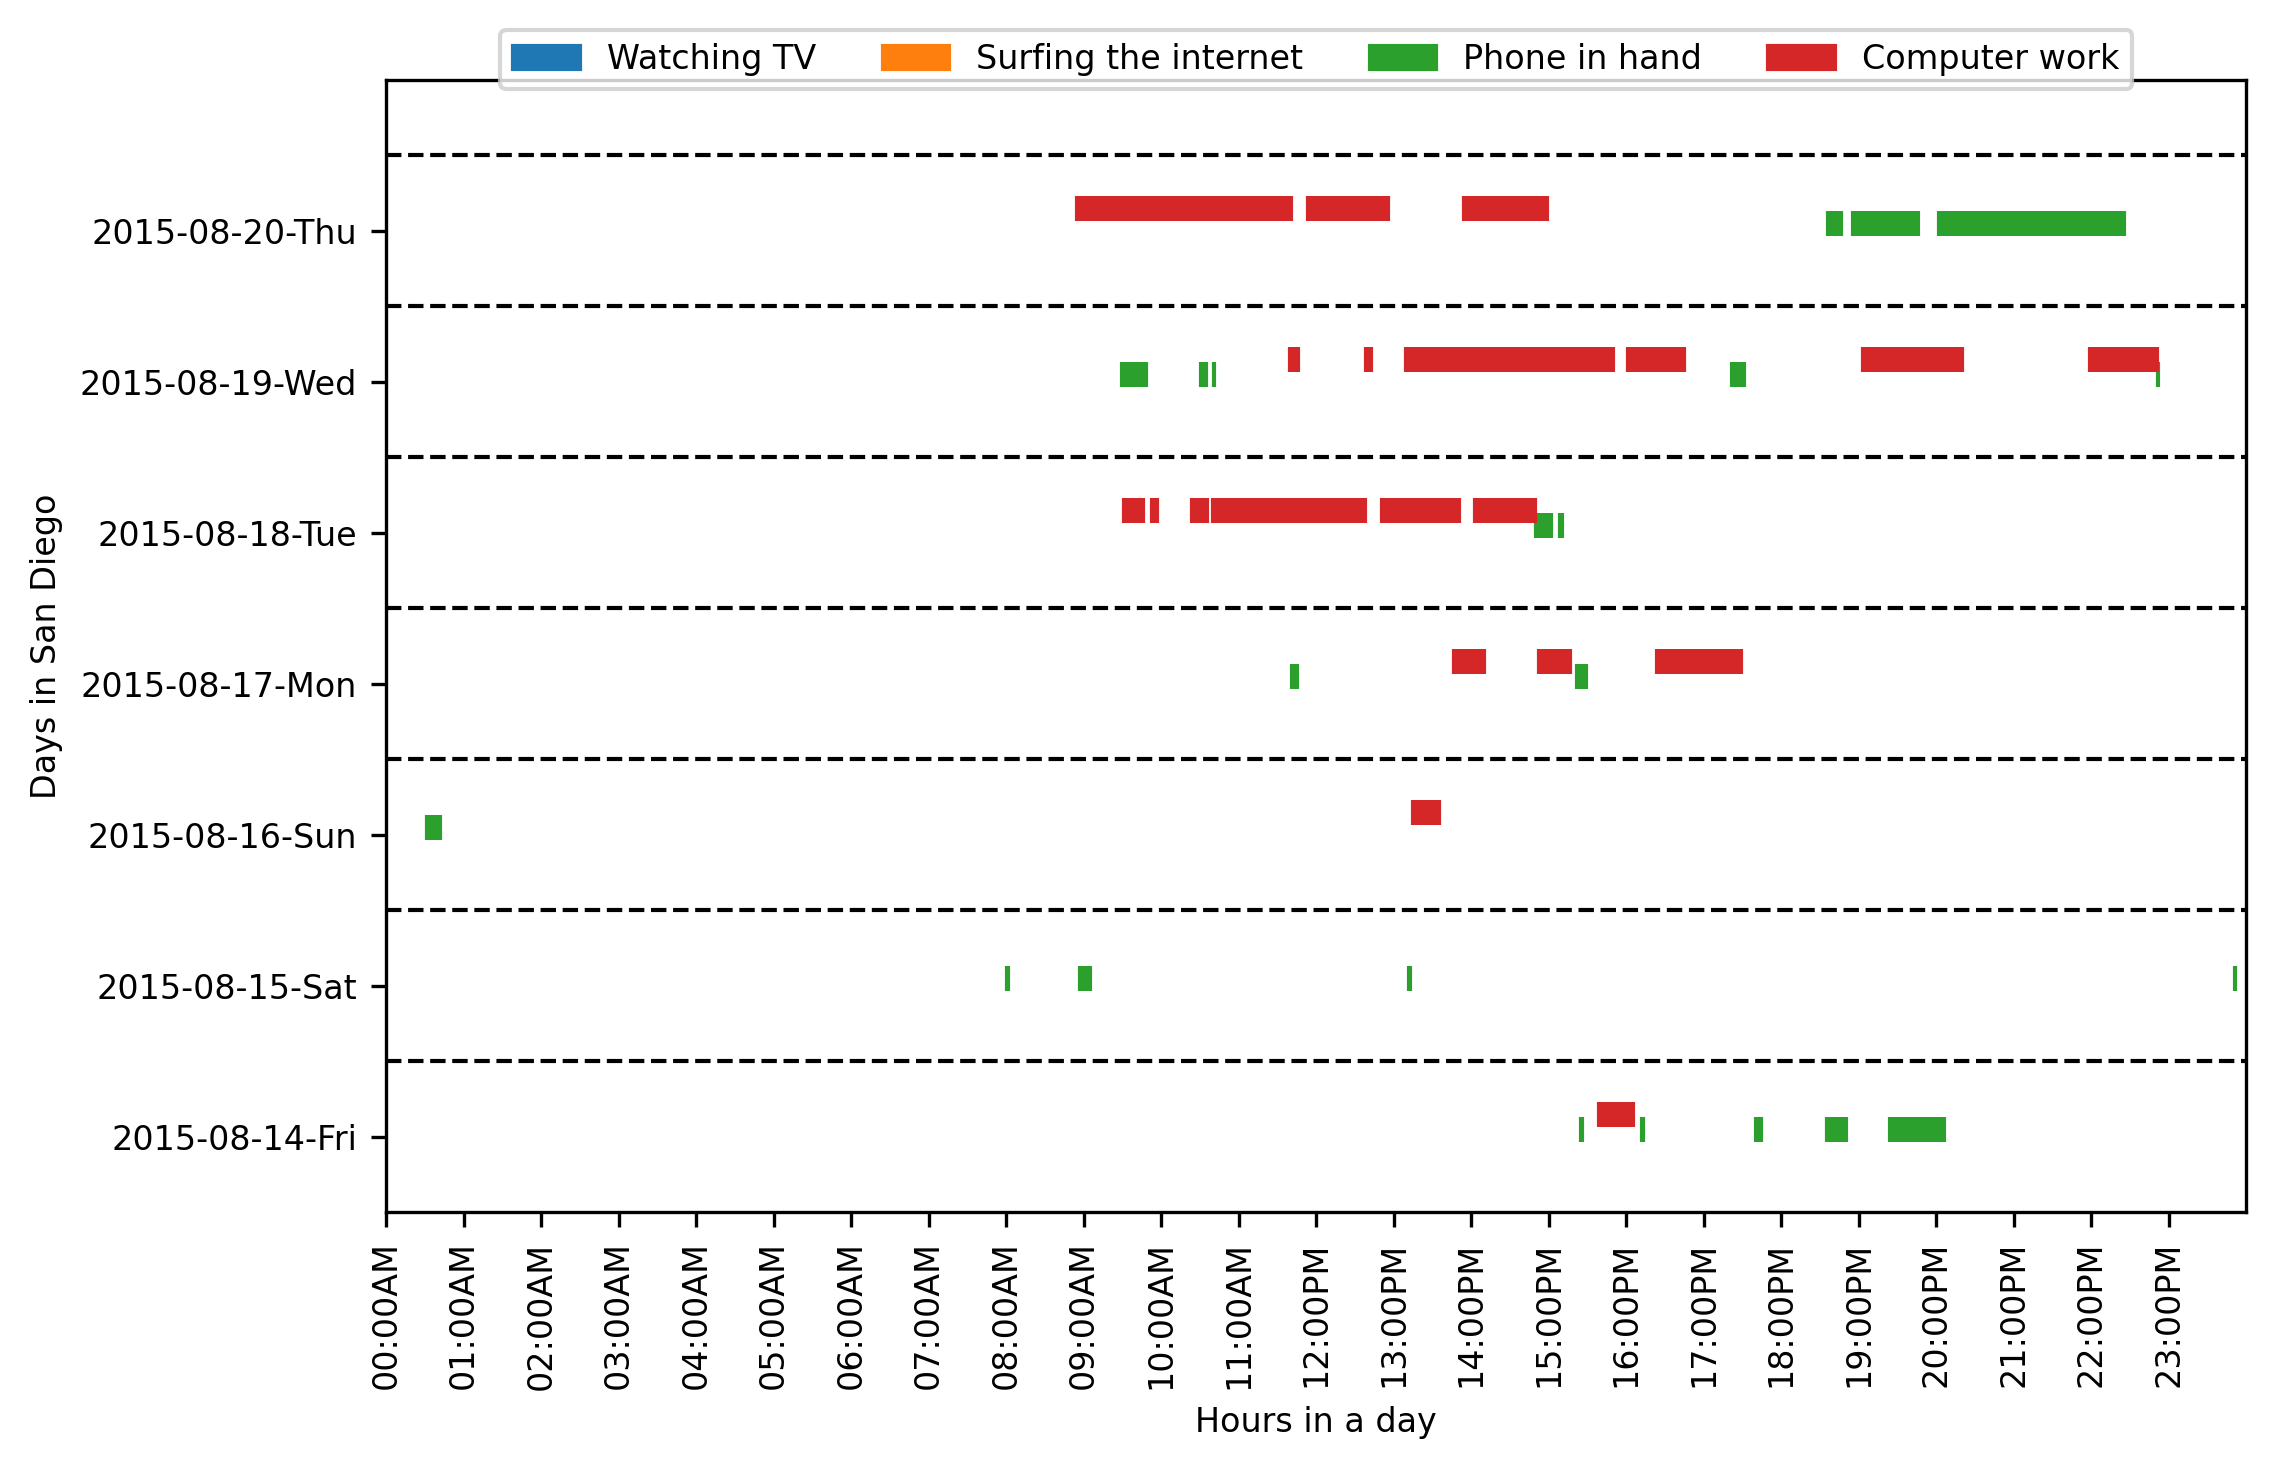 Watching TV Surfing the internet Phone in hand Computer work
2015-08-20-Thu
2015-08-19-Wed
2015-08-18-Tue
2015-08-17-Mon
2015-08-16-Sun
2015-08-15-Sat
2015-08-14-Fri
Days in San Diego
00:00AM
01:00AM
02:00AM
03:00AM
04:00AM
05:00AM
06:00AM
07:00AM
08:00AM
09:00AM
10:00AM
11:00AM
12:00PM
13:00PM
14:00PM
15:00PM
16:00PM
17:00PM
18:00PM
19:00PM
20:00PM
21:00PM
22:00PM
23:00PM
Hours in a day